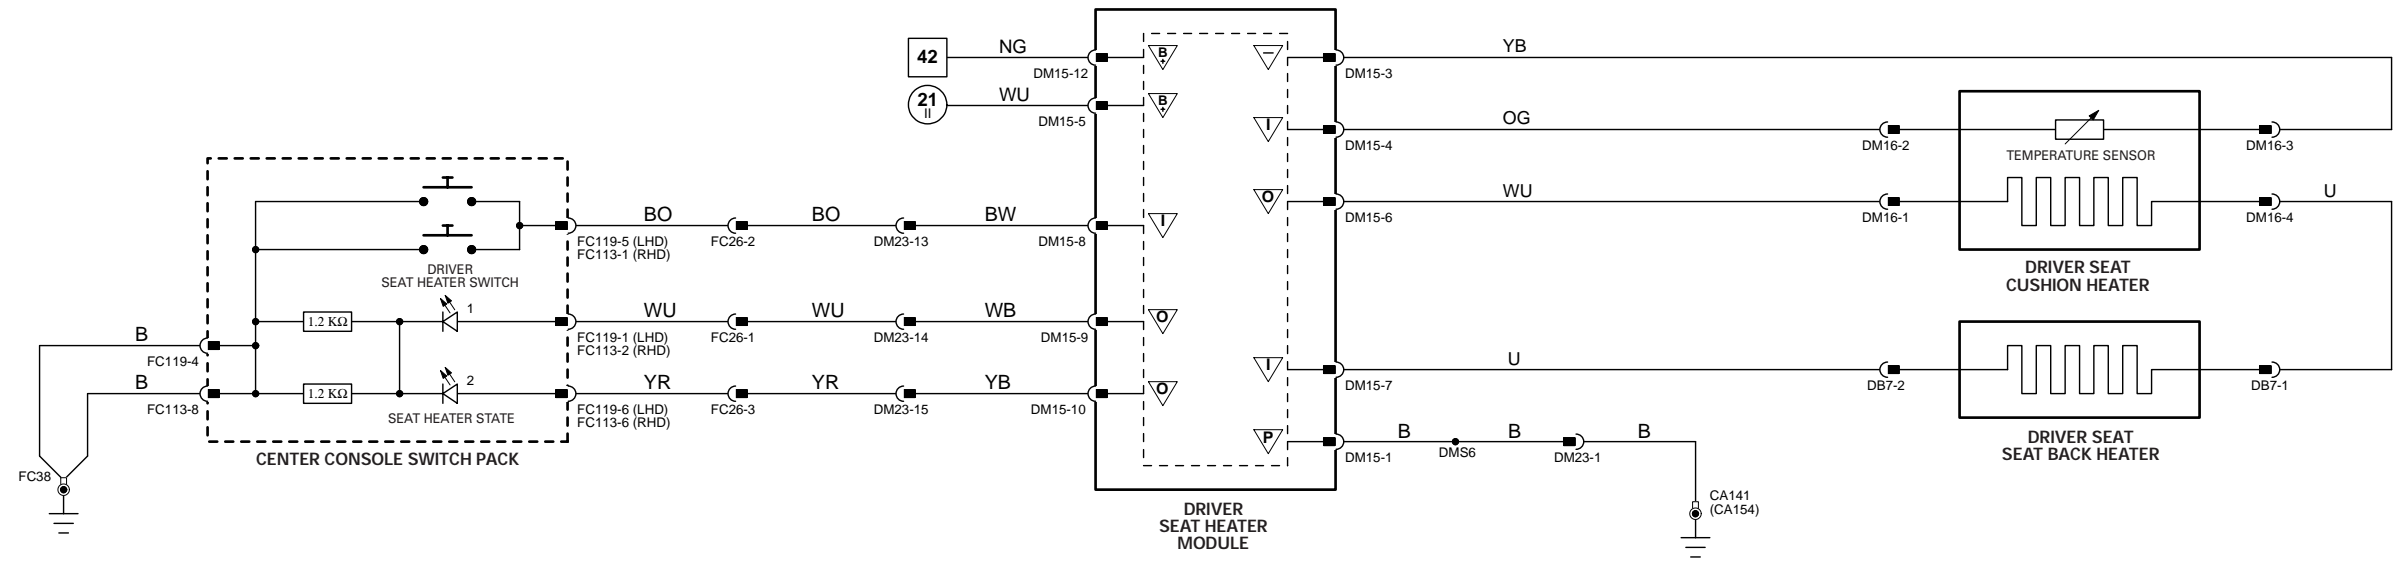 42
NG
DM15-12
B
+
21
II
WU
DM15-5
B
+
–
DM15-3
YB
I
DM15-4
OG
DM16-2
TEMPERATURE SENSOR
DM16-3
O
DM15-6
WU
DM16-1
DM16-4
U
DRIVER SEAT
CUSHION HEATER
DRIVER
SEAT HEATER SWITCH
BO
FC119-5 (LHD)
FC113-1 (RHD)
FC26-2
BO
DM23-13
BW
DM15-8
I
1.2 KΩ
1
WU
FC119-1 (LHD)
FC113-2 (RHD)
FC26-1
WU
DM23-14
WB
DM15-9
O
1.2 KΩ
2
SEAT HEATER STATE
YR
FC119-6 (LHD)
FC113-6 (RHD)
FC26-3
YR
DM23-15
YB
DM15-10
O
B
FC119-4
B
FC113-8
FC38
CENTER CONSOLE SWITCH PACK
I
DM15-7
U
DB7-2
DB7-1
DRIVER SEAT
SEAT BACK HEATER
P
DM15-1
B
DMS6
B
DM23-1
B
CA141
(CA154)
DRIVER
SEAT HEATER
MODULE